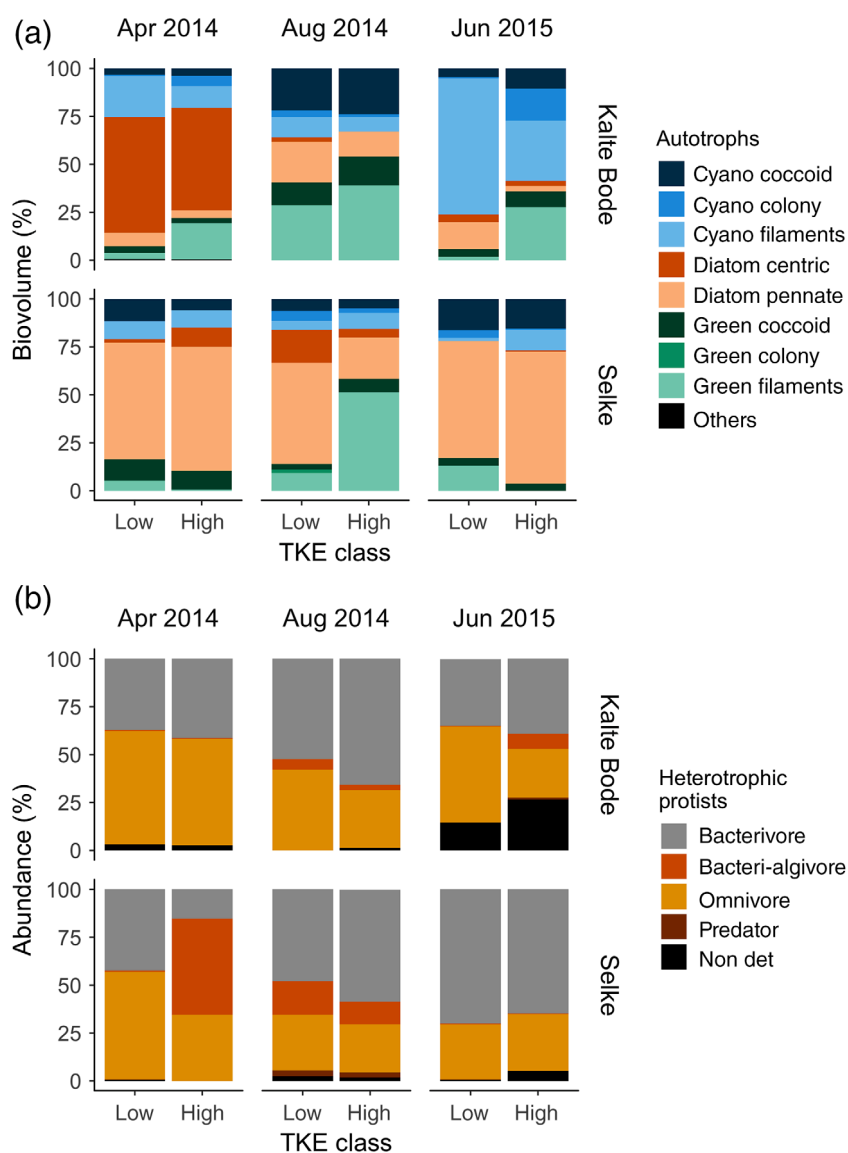 (a)
Apr 2014 Aug 2014 Jun 2015
Biovolume (%)
100
75
50
25
0
Kalte Bode
100
75
50
25
0
Selke
Low High Low High Low High
TKE class
Autotrophs
Cyano coccoid
Cyano colony
Cyano filaments
Diatom centric
Diatom pennate
Green coccoid
Green colony
Green filaments
Others
(b)
Apr 2014 Aug 2014 Jun 2015
Abundance (%)
100
75
50
25
0
Kalte Bode
100
75
50
25
0
Selke
Low High Low High Low High
TKE class
Heterotrophic
protists
Bacterivore
Bacteri-algivore
Omnivore
Predator
Non det